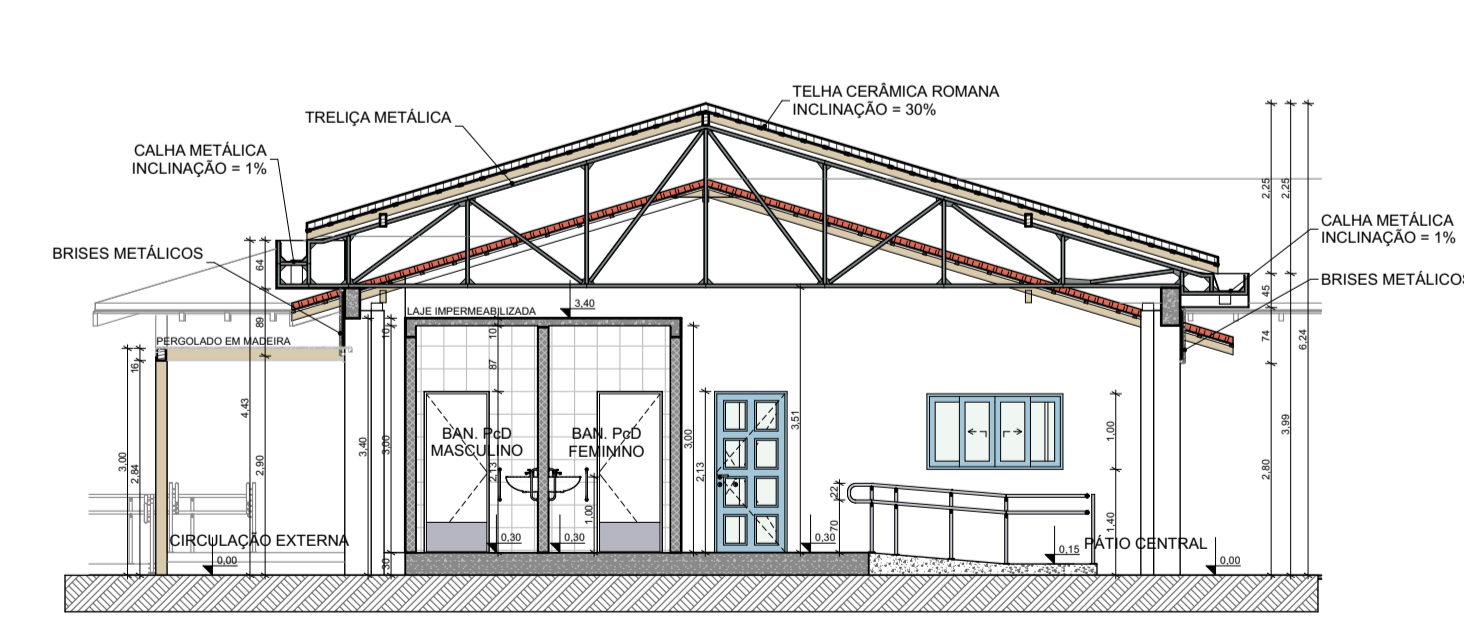 TELHA CERÂMICA ROMANA
INCLINAÇÃO = 30%
TRELIÇA METÁLICA
CALHA METÁLICA
INCLINAÇÃO = 1%
2,25
2,25
CALHA METÁLICA
INCLINAÇÃO = 1%
BRISES METÁLICOS
64
BRISES METÁLICOS
45
3,40
LAJE IMPERMEABILIZADA
89
10
10
74
6,24
PERGOLADO EM MADEIRA
16
87
4,43
3,51
3,40
3,00
3,00
1,00
3,99
BAN. PcD
MASCULINO
BAN. PcD
FEMININO
3,00
2,84
2,90
2,13
2,13
2,80
22
1,00
70
1,40
CIRCULAÇÃO EXTERNA
0,30
0,30
0,30
0,15
PÁTIO CENTRAL
0,00
30
0,00